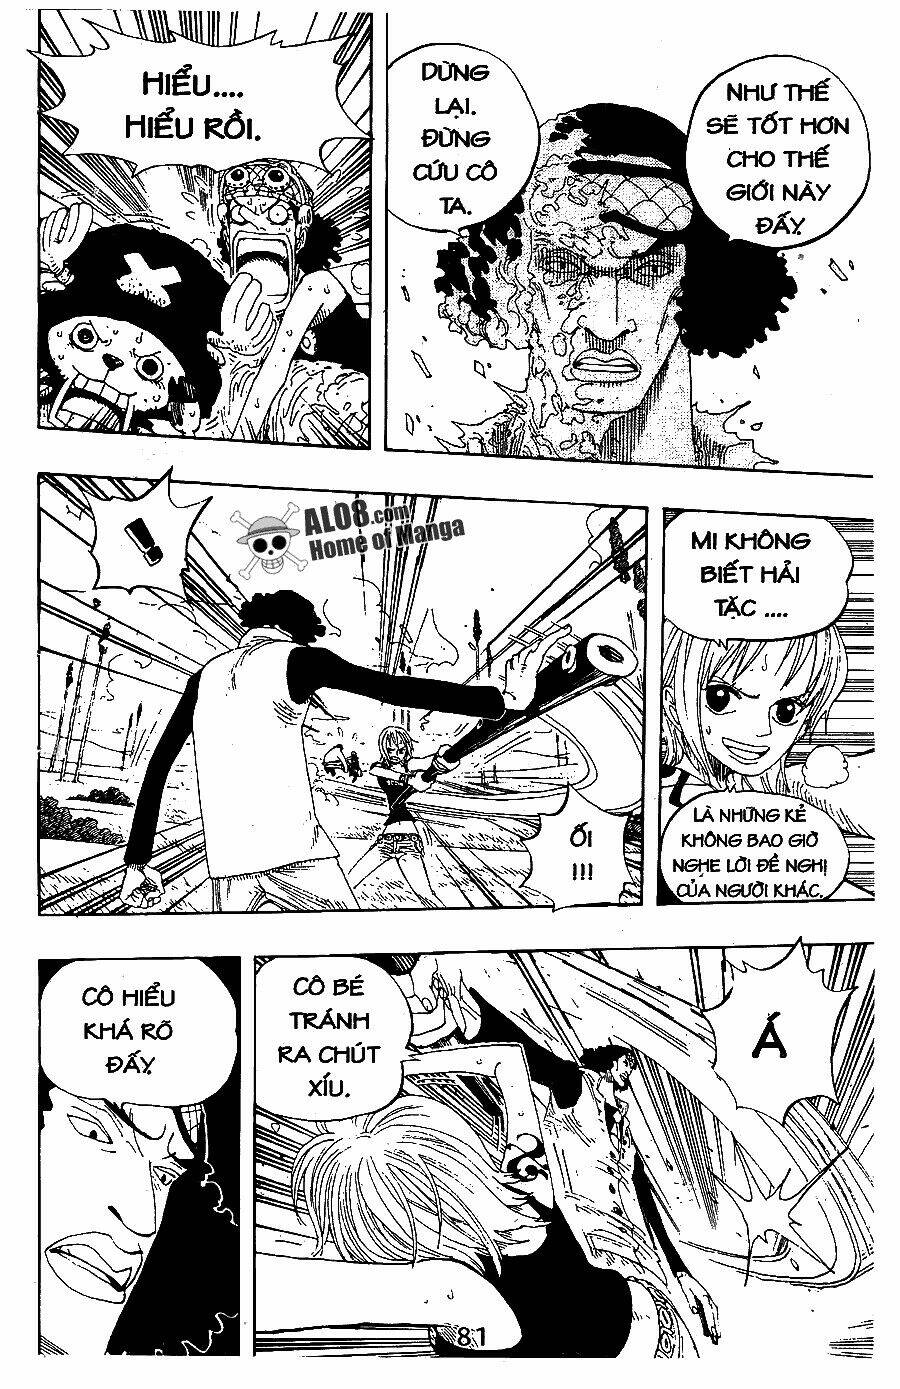 HIỂU....
HIỂU RỒI.
DỪNG
LẠI.
ĐỪNG
CỨU CÔ
TA.
NHƯ THẾ
SẼ TỐT HƠN
CHO THẾ
GIỚI NÀY
ĐẤY.
!
AL08.com
Home of Manga
ỐI
!!!
MI KHÔNG
BIẾT HẢI
TẶC ....
LÀ NHỮNG KẺ
KHÔNG BAO GIỜ
NGHE LỜI ĐỀ NGHỊ
CỦA NGƯỜI KHÁC.
CÔ HIỂU
KHÁ RÕ
ĐẤY.
CÔ BÉ
TRÁNH
RA CHÚT
XÍU.
Á
81